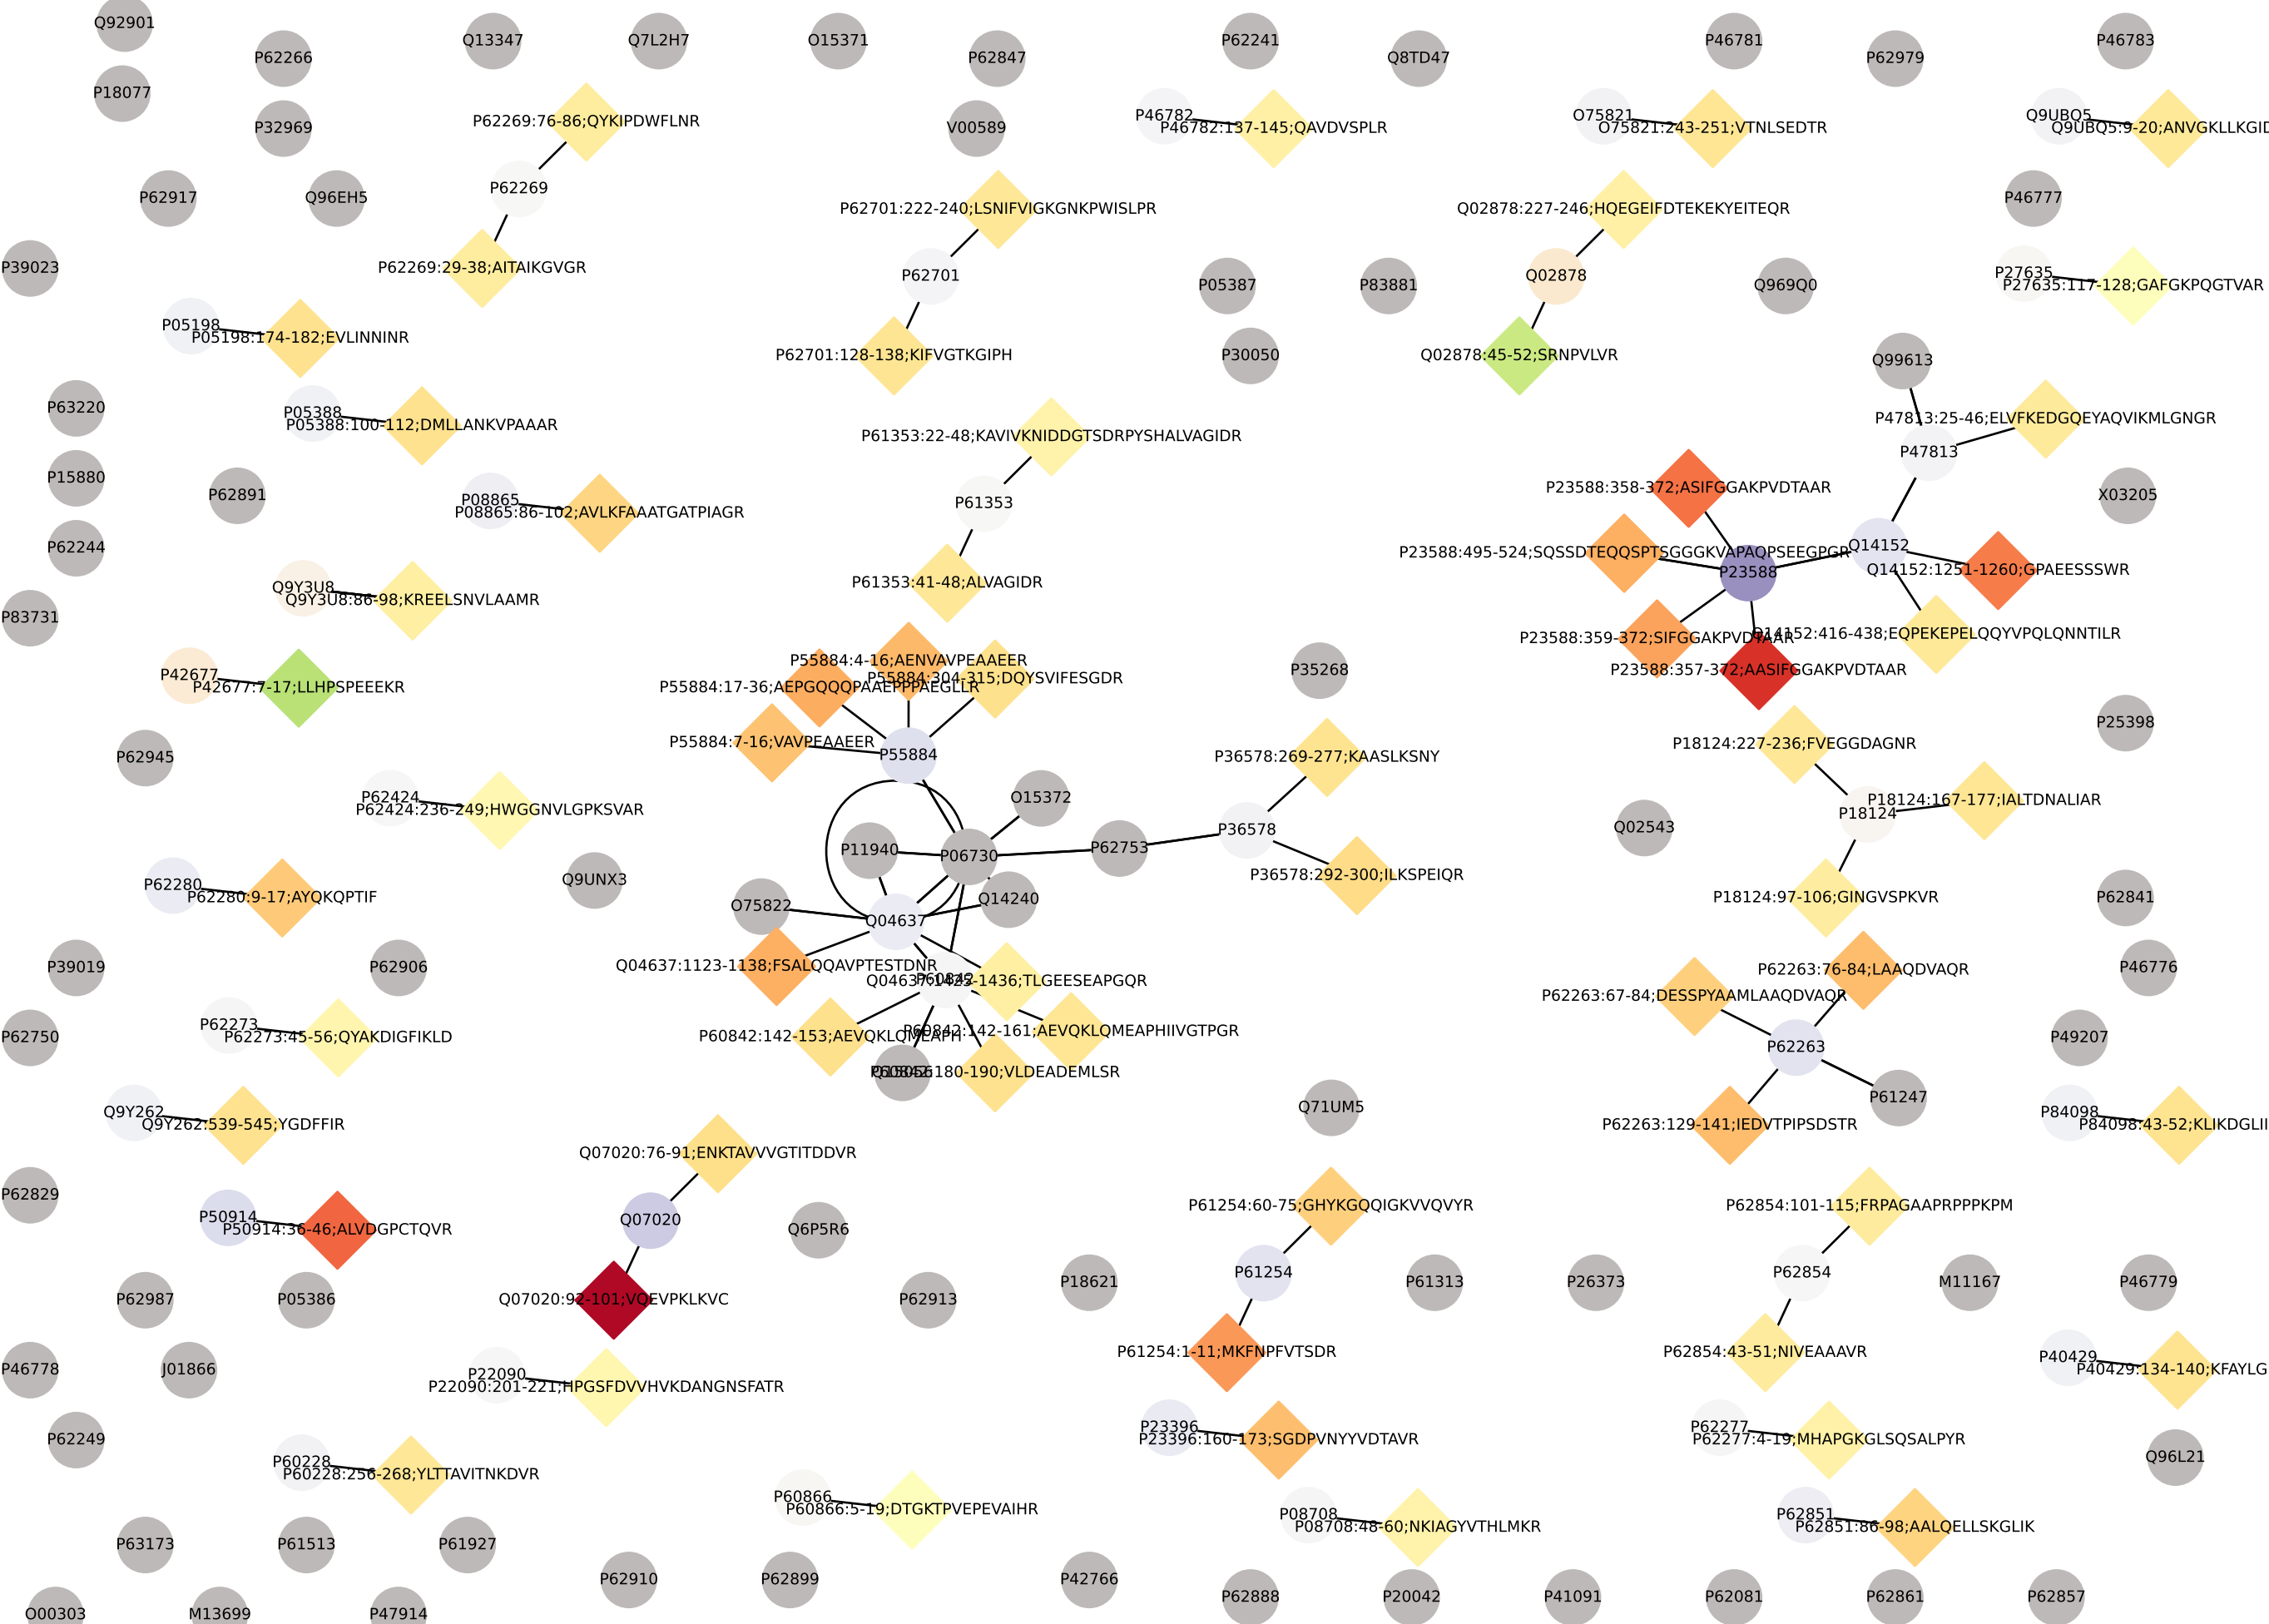 Q92901
Q13347
Q7L2H7
O15371
P62241
P46781
P46783
P62266
P62847
Q8TD47
P62979
P18077
P62269:76-86;QYKIPDWFLNR
P46782
O75821
Q9UBQ5
P32969
V00589
P46782:137-145;QAVDVSPLR
O75821:243-251;VTNLSEDTR
Q9UBQ5:9-20;ANVGKLLKGID
P62269
P62917
Q96EH5
P46777
P62701:222-240;LSNIFVIGKGNKPWISLPR
Q02878:227-246;HQEGEIFDTEKEKYEITEQR
P39023
P62269:29-38;AITAIKGVGR
P62701
Q02878
P27635
P05387
P83881
Q969Q0
P27635:117-128;GAFGKPQGTVAR
P05198
P05198:174-182;EVLINNINR
P62701:128-138;KIFVGTKGIPH
P30050
Q02878:45-52;SRNPVLVR
Q99613
P63220
P05388
P05388:100-112;DMLLANKVPAAAR
P47813:25-46;ELVFKEDGQEYAQVIKMLGNGR
P61353:22-48;KAVIVKNIDDGTSDRPYSHALVAGIDR
P47813
P15880
P62891
P08865
P61353
P23588:358-372;ASIFGGAKPVDTAAR
X03205
P08865:86-102;AVLKFAAATGATPIAGR
P62244
P23588:495-524;SQSSDTEQQSPTSGGGKVAPAQPSEEGPGR
Q14152
P23588
Q14152:1251-1260;GPAEESSSWR
Q9Y3U8
Q9Y3U8:86-98;KREELSNVLAAMR
P61353:41-48;ALVAGIDR
P83731
P23588:359-372;SIFGGAKPVDTAAR
Q14152:416-438;EQPEKEPELQQYVPQLQNNTILR
P42677
P42677:7-17;LLHPSPEEEKR
P55884:4-16;AENVAVPEAAEER
P55884:304-315;DQYSVIFESGDR
P55884:17-36;AEPGQQQPAAEPPPAEGLLR
P35268
P23588:357-372;AASIFGGAKPVDTAAR
P25398
P55884:7-16;VAVPEAAEER
P18124:227-236;FVEGGDAGNR
P62945
P55884
P36578:269-277;KAASLKSNY
P62424
P62424:236-249;HWGGNVLGPKSVAR
O15372
P18124:167-177;IALTDNALIAR
P18124
P36578
Q02543
P11940
P06730
P62753
P62280
P62280:9-17;AYQKQPTIF
Q9UNX3
O75822
Q14240
P36578:292-300;ILKSPEIQR
P18124:97-106;GINGVSPKVR
P62841
Q04637
P39019
P62906
Q04637:1123-1138;FSALQQAVPTESTDNR
P60842
Q04637:1423-1436;TLGEESEAPGQR
P62263:76-84;LAAQDVAQR
P46776
P62263:67-84;DESSPYAAMLAAQDVAQR
P62750
P62273
P62273:45-56;QYAKDIGFIKLD
P60842:142-153;AEVQKLQMEAPH
P60842:142-161;AEVQKLQMEAPHIIVGTPGR
P62263
P49207
P60842:180-190;VLDEADEMLSR
Q9Y262
Q9Y262:539-545;YGDFFIR
Q71UM5
P61247
P84098
P62263:129-141;IEDVTPIPSDSTR
P84098:43-52;KLIKDGLII
Q07020:76-91;ENKTAVVVGTITDDVR
P62829
P50914
P50914:36-46;ALVDGPCTQVR
Q07020
Q6P5R6
P61254:60-75;GHYKGQQIGKVVQVYR
P62854:101-115;FRPAGAAPRPPPKPM
P61254
P62854
P62987
P05386
Q07020:92-101;VQEVPKLKVC
P62913
P18621
P61313
P26373
M11167
P46779
P46778
J01866
P22090
P22090:201-221;HPGSFDVVHVKDANGNSFATR
P61254:1-11;MKFNPFVTSDR
P62854:43-51;NIVEAAAVR
P40429
P40429:134-140;KFAYLG
P62249
P23396
P23396:160-173;SGDPVNYYVDTAVR
P62277
P62277:4-19;MHAPGKGLSQSALPYR
P60228
P60228:256-268;YLTTAVITNKDVR
Q96L21
P60866
P60866:5-19;DTGKTPVEPEVAIHR
P08708
P08708:48-60;NKIAGYVTHLMKR
P62851
P62851:86-98;AALQELLSKGLIK
P63173
P61513
P61927
P62910
P62899
P42766
P62888
P20042
P41091
P62081
P62861
P62857
O00303
M13699
P47914